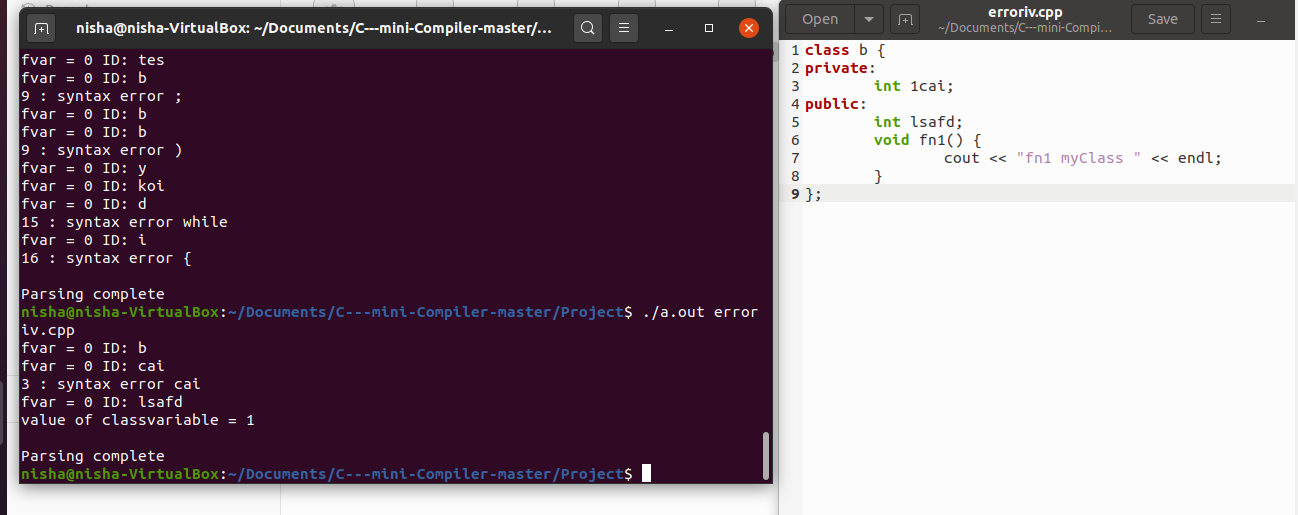 nisha@nisha-VirtualBox: ~/Documents/C---mini-Compiler-master/...
fvar = 0 ID: tes
fvar = 0 ID: b
9 : syntax error ;
fvar = 0 ID: b
fvar = 0 ID: b
9 : syntax error )
fvar = 0 ID: y
fvar = 0 ID: koi
fvar = 0 ID: d
15 : syntax error while
fvar = 0 ID: i
16 : syntax error {
Parsing complete
nisha@nisha-VirtualBox:~/Documents/C---mini-Compiler-master/Project$ ./a.out error
iv.cpp
fvar = 0 ID: b
fvar = 0 ID: cai
3 : syntax error cai
fvar = 0 ID: lsafd
value of classvariable = 1
Parsing complete
nisha@nisha-VirtualBox:~/Documents/C---mini-Compiler-master/Project$
Open
erroriv.cpp
~/Documents/C---mini-Compi...
Save
1 class b {
2 private:
3 int 1cai;
4 public:
5 int lsafd;
6 void fn1() {
7 cout << "fn1 myClass " << endl;
8 }
9 };